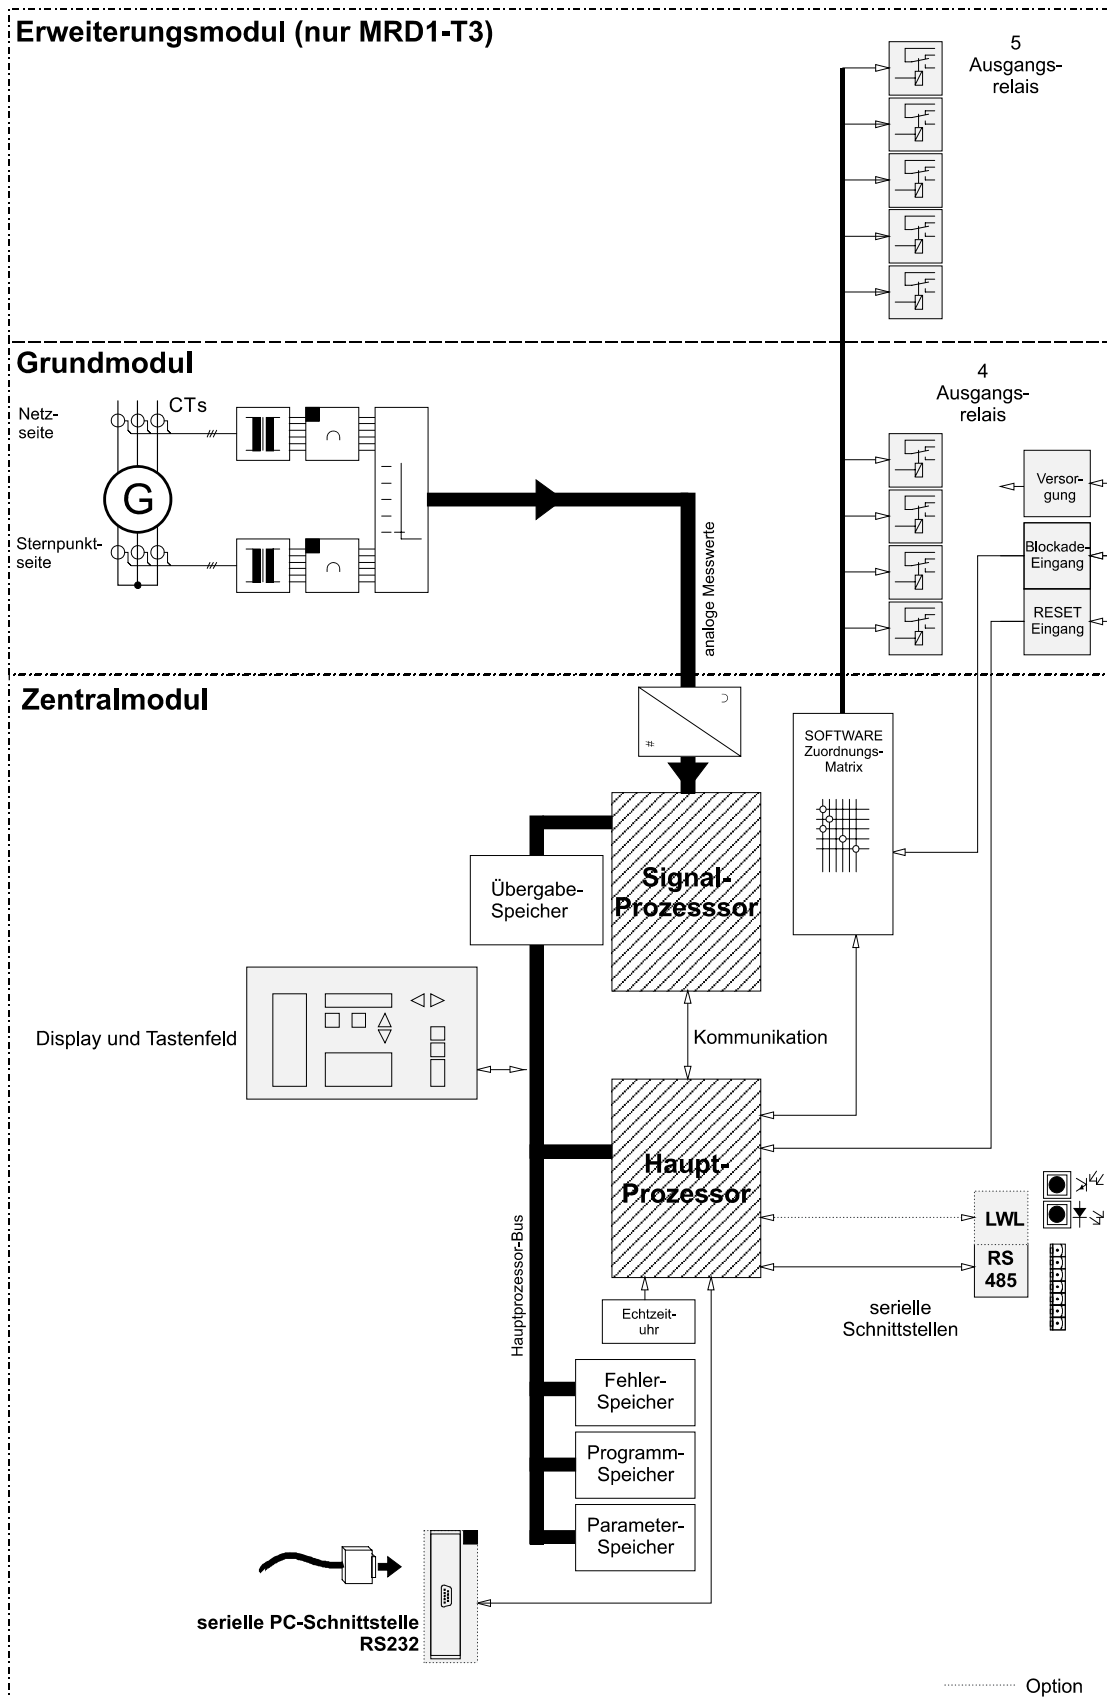 Erweiterungsmodul (nur MRD1-T3)
5
Ausgangs-
relais
Grundmodul
Netz-
seite
CTs
G
Sternpunkt-
seite
analoge Messwerte
4
Ausgangs-
relais
Versor-
gung
Blockade-
Eingang
RESET
Eingang
Zentralmodul
#
SOFTWARE
Zuordnungs-
Matrix
Signal-
Prozesssor
Übergabe-
Speicher
Display und Tastenfeld
Kommunikation
Haupt-
Prozessor
Hauptprozessor-Bus
LWL
RS
485
serielle
Schnittstellen
Echtzeit-
uhr
Fehler-
Speicher
Programm-
Speicher
Parameter-
Speicher
serielle PC-Schnittstelle
RS232
Option